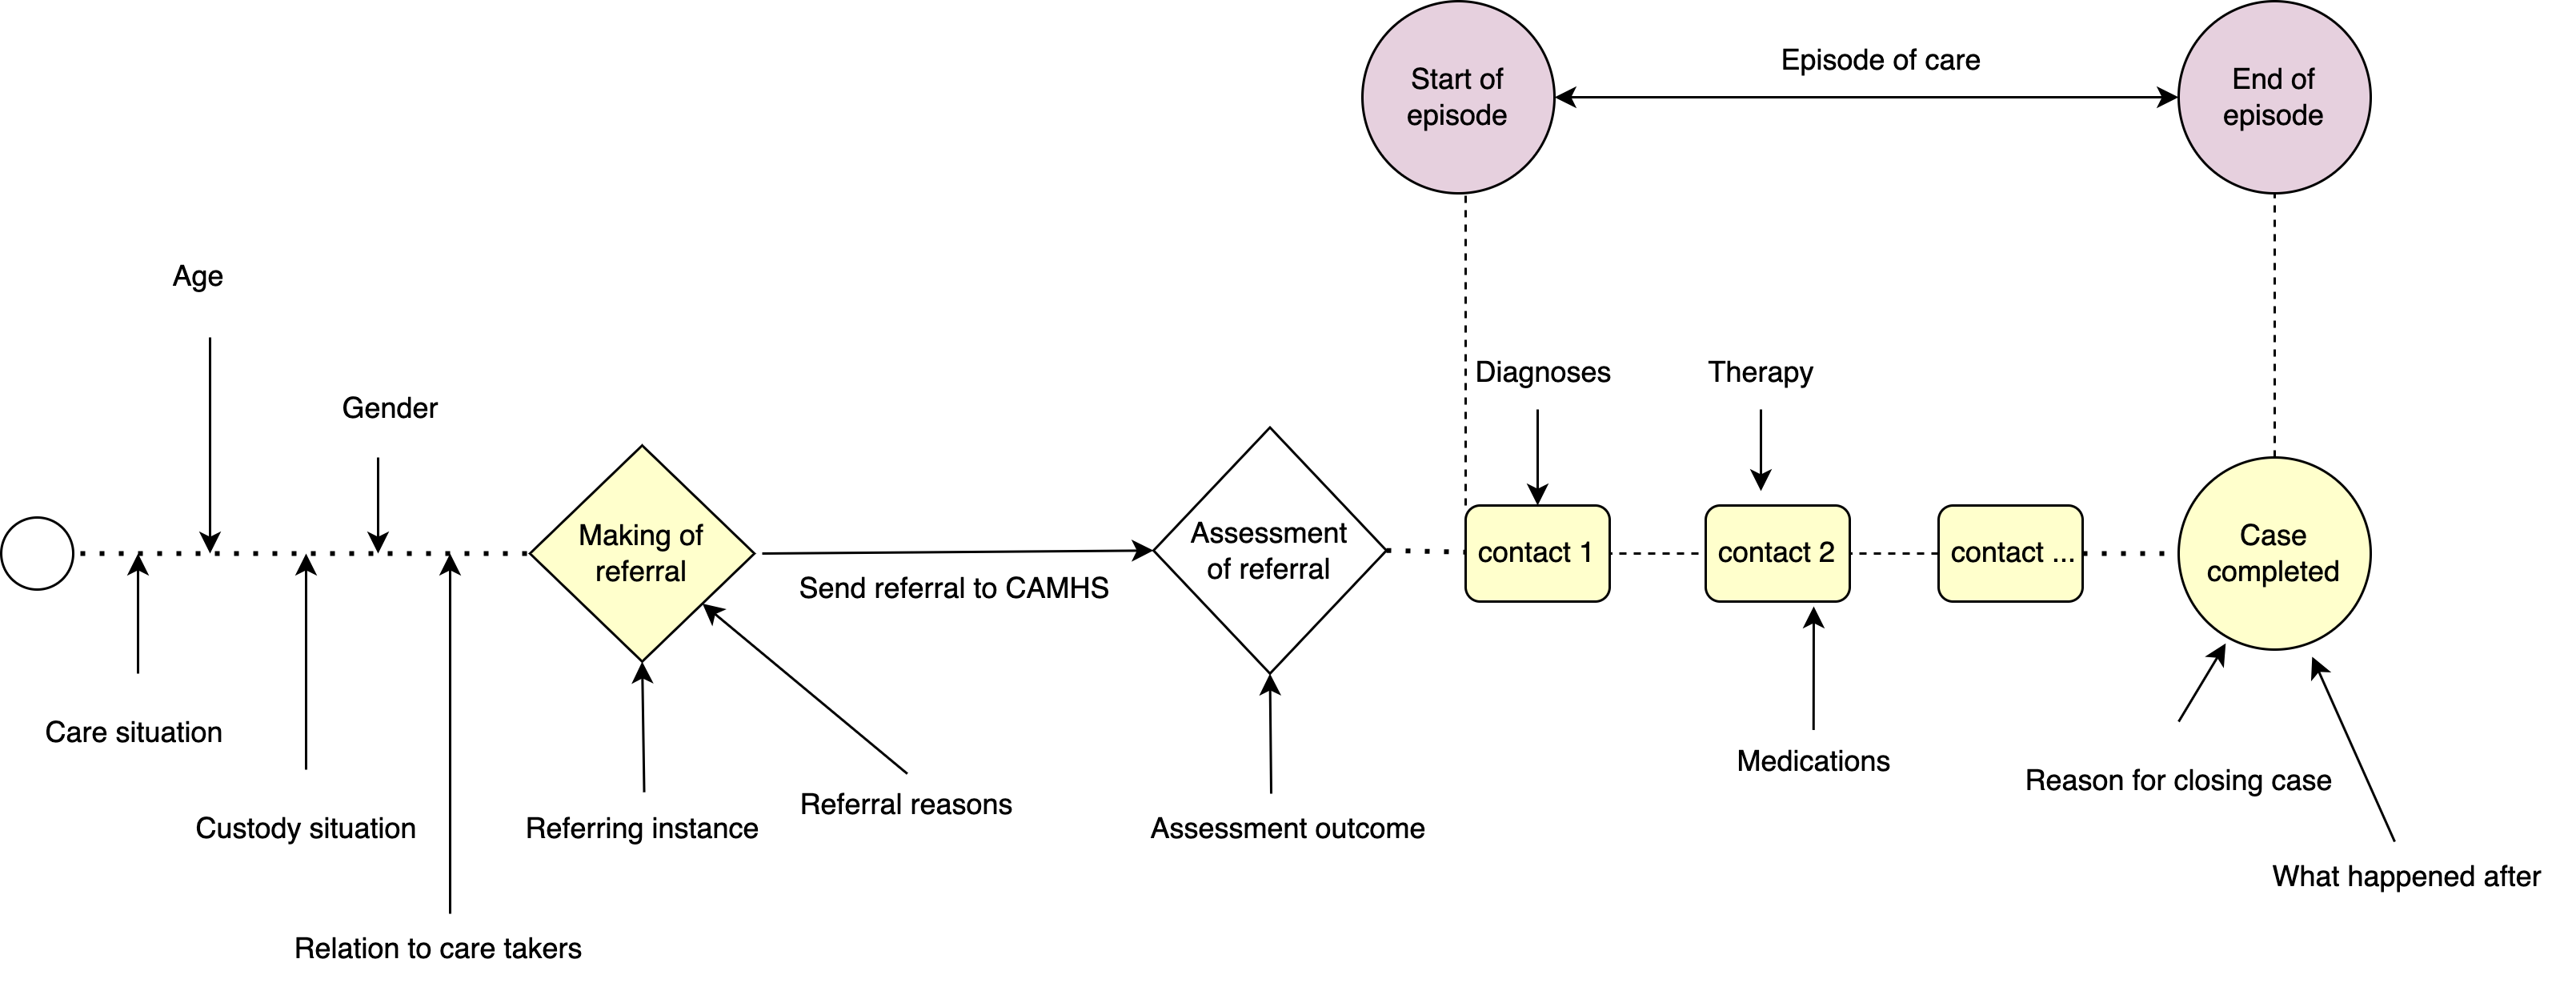 Start of
episode
Episode of care
End of
episode
Age
Gender
Diagnoses
Therapy
Making of
referral
Send referral to CAMHS
Assessment
of referral
contact 1
contact 2
contact ...
Case
completed
Care situation
Custody situation
Relation to care takers
Referring instance
Referral reasons
Assessment outcome
Medications
Reason for closing case
What happened after